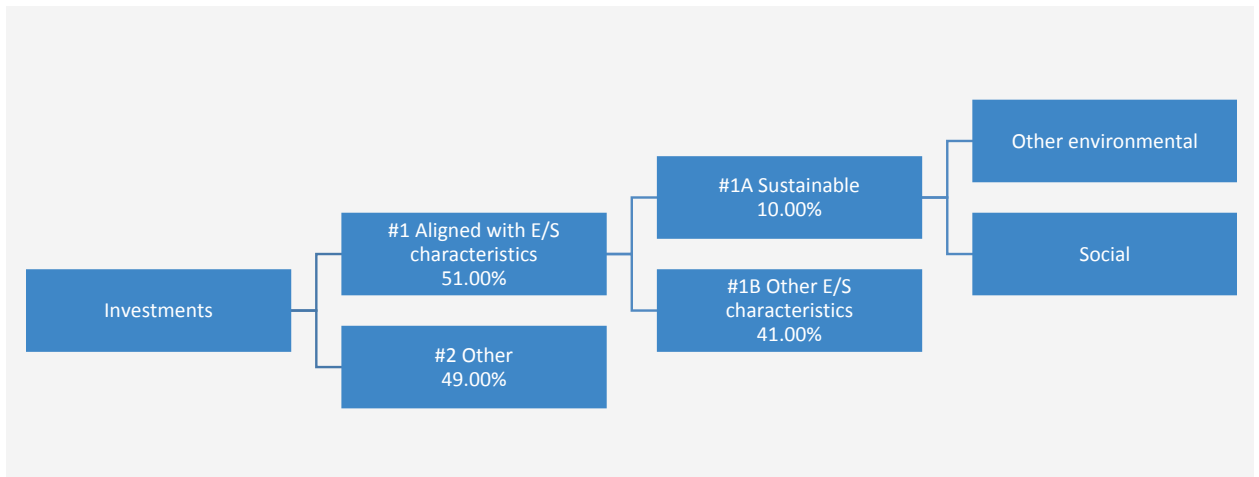 Investments
#1 Aligned with E/S
characteristics
51.00%
#2 Other
49.00%
#1A Sustainable
10.00%
#1B Other E/S
characteristics
41.00%
Other environmental
Social